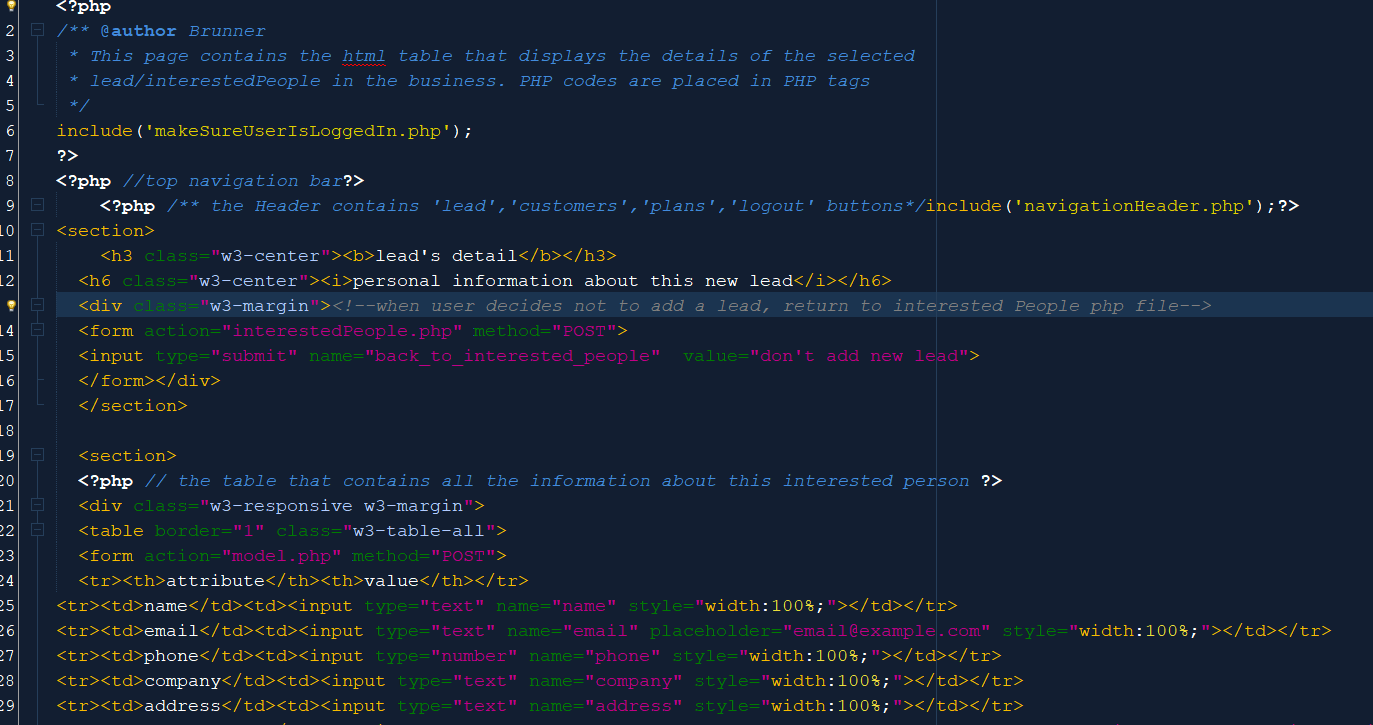 <?php
2 /** @author Brunner
3 * This page contains the html table that displays the details of the selected
4 * lead/interestedPeople in the business. PHP codes are placed in PHP tags
5 */
6 include('makeSureUserIsLoggedIn.php');
7 ?>
8 <?php //top navigation bar?>
9 <?php /** the Header contains 'lead','customers','plans','logout' buttons*/include('navigationHeader.php');?>
10 <section>
11 <h3 class="w3-center"><b>lead's detail</b></h3>
12 <h6 class="w3-center"><i>personal information about this new lead</i></h6>
<div class="w3-margin"><!--when user decides not to add a lead, return to interested People php file-->
14 <form action="interestedPeople.php" method="POST">
15 <input type="submit" name="back_to_interested_people"  value="don't add new lead">
16 </form></div>
17 </section>
18
19 <section>
20 <?php // the table that contains all the information about this interested person ?>
21 <div class="w3-responsive w3-margin">
22 <table border="1" class="w3-table-all">
23 <form action="model.php" method="POST">
24 <tr><th>attribute</th><th>value</th></tr>
25 <tr><td>name</td><td><input type="text" name="name" style="width:100%;"></td></tr>
26 <tr><td>email</td><td><input type="text" name="email" placeholder="email@example.com" style="width:100%;"></td></tr>
27 <tr><td>phone</td><td><input type="number" name="phone" style="width:100%;"></td></tr>
28 <tr><td>company</td><td><input type="text" name="company" style="width:100%;"></td></tr>
29 <tr><td>address</td><td><input type="text" name="address" style="width:100%;"></td></tr>